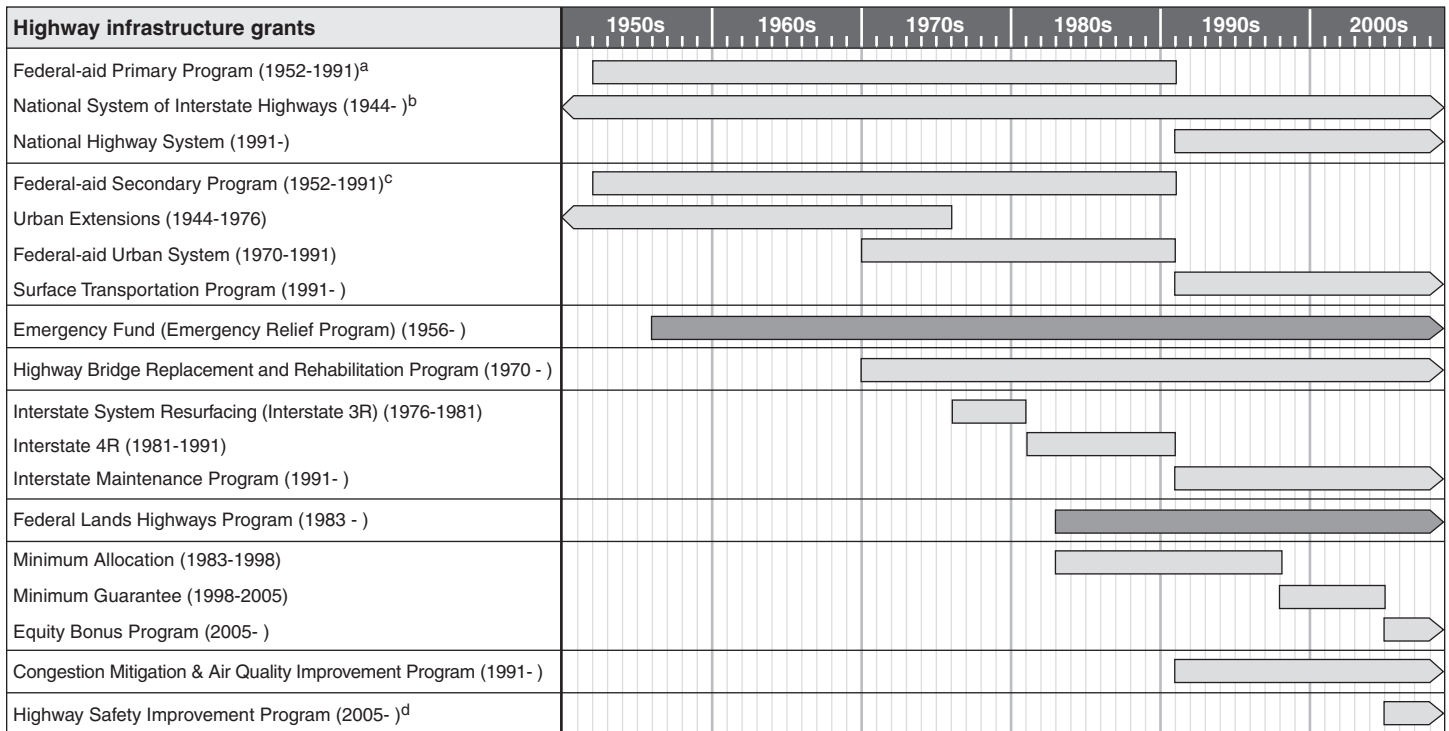 Highway infrastructure grants 1950s 1960s 1970s 1980s 1990s 2000s
Federal-aid Primary Program (1952-1991)a
National System of Interstate Highways (1944- )b
National Highway System (1991-)
Federal-aid Secondary Program (1952-1991)c
Urban Extensions (1944-1976)
Federal-aid Urban System (1970-1991)
Surface Transportation Program (1991- )
Emergency Fund (Emergency Relief Program) (1956- )
Highway Bridge Replacement and Rehabilitation Program (1970 - )
Interstate System Resurfacing (Interstate 3R) (1976-1981)
Interstate 4R (1981-1991)
Interstate Maintenance Program (1991- )
Federal Lands Highways Program (1983 - )
Minimum Allocation (1983-1998)
Minimum Guarantee (1998-2005)
Equity Bonus Program (2005- )
Congestion Mitigation & Air Quality Improvement Program (1991- )
Highway Safety Improvement Program (2005- )d